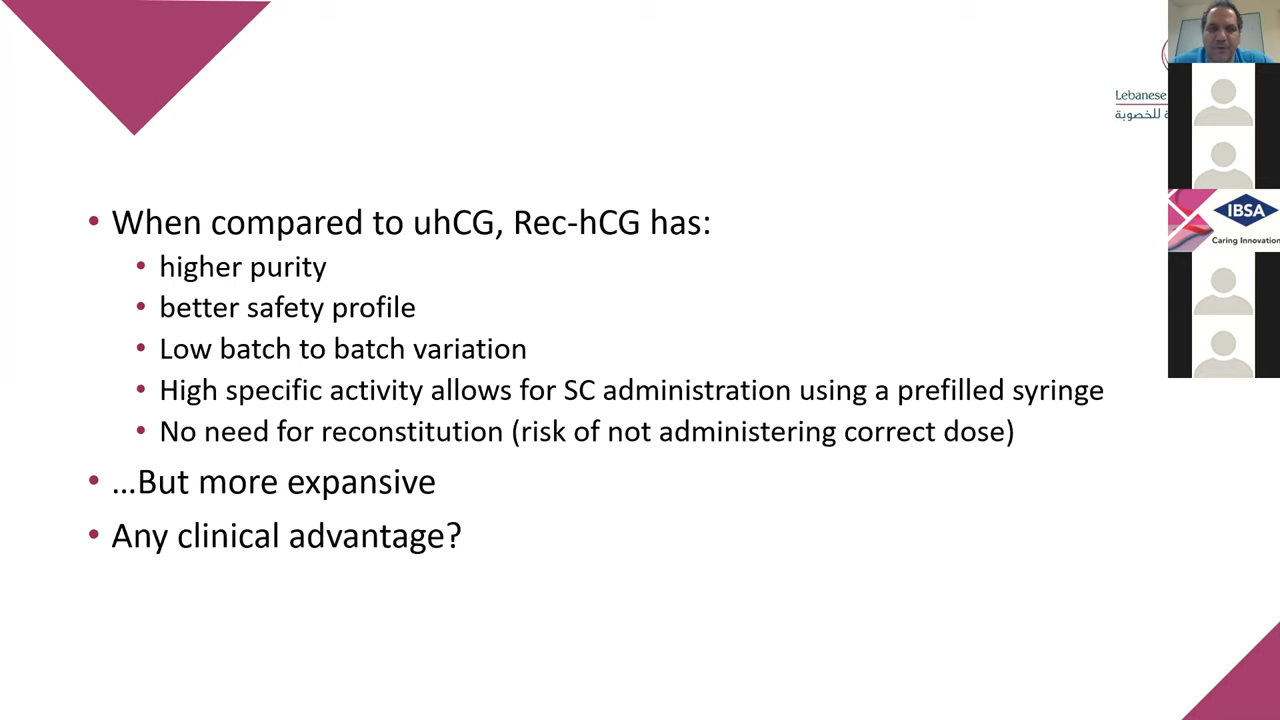 Lebanese
ة للخصوبة
When compared to uhCG, Rec-hCG has:
higher purity
better safety profile
Low batch to batch variation
High specific activity allows for SC administration using a prefilled syringe
No need for reconstitution (risk of not administering correct dose)
...But more expansive
Any clinical advantage?
IBSA
Caring Innovation